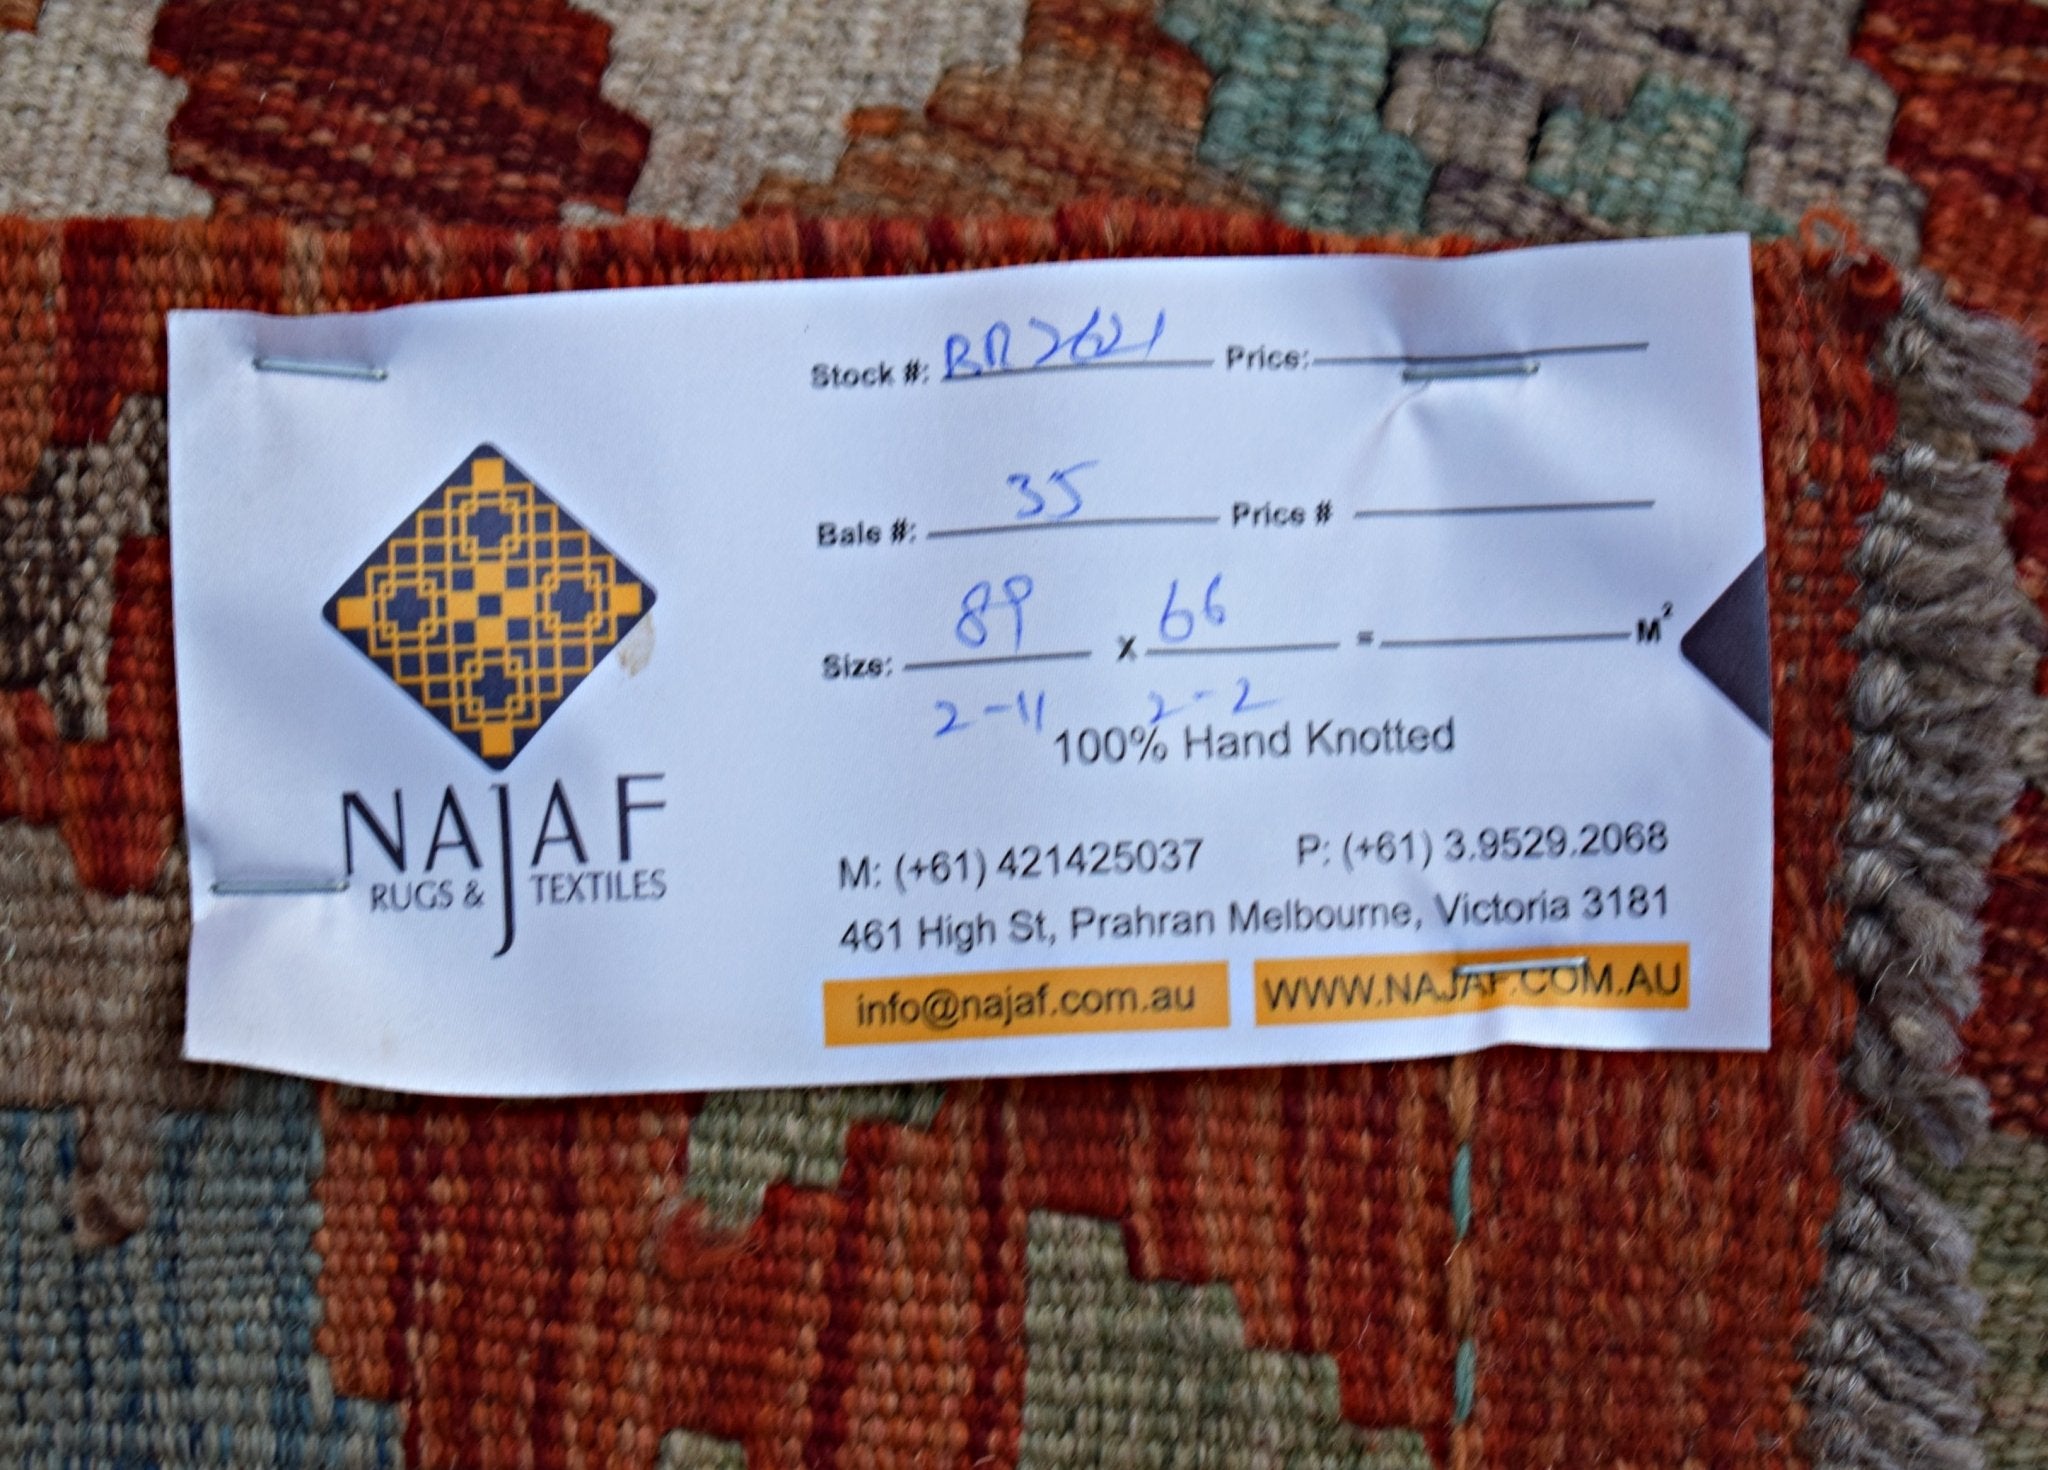 NAJAF
RUGS & TEXTILES
Stock #: RR2621 Price:
Bale #: 35 Price #
Size: 89 X 66 = M²
2-11 2-2
100% Hand Knotted
M: (+61) 421425037 P: (+61) 3.9529.2068
461 High St, Prahran Melbourne, Victoria 3181
info@najaf.com.au WWW.NAJAF.COM.AU